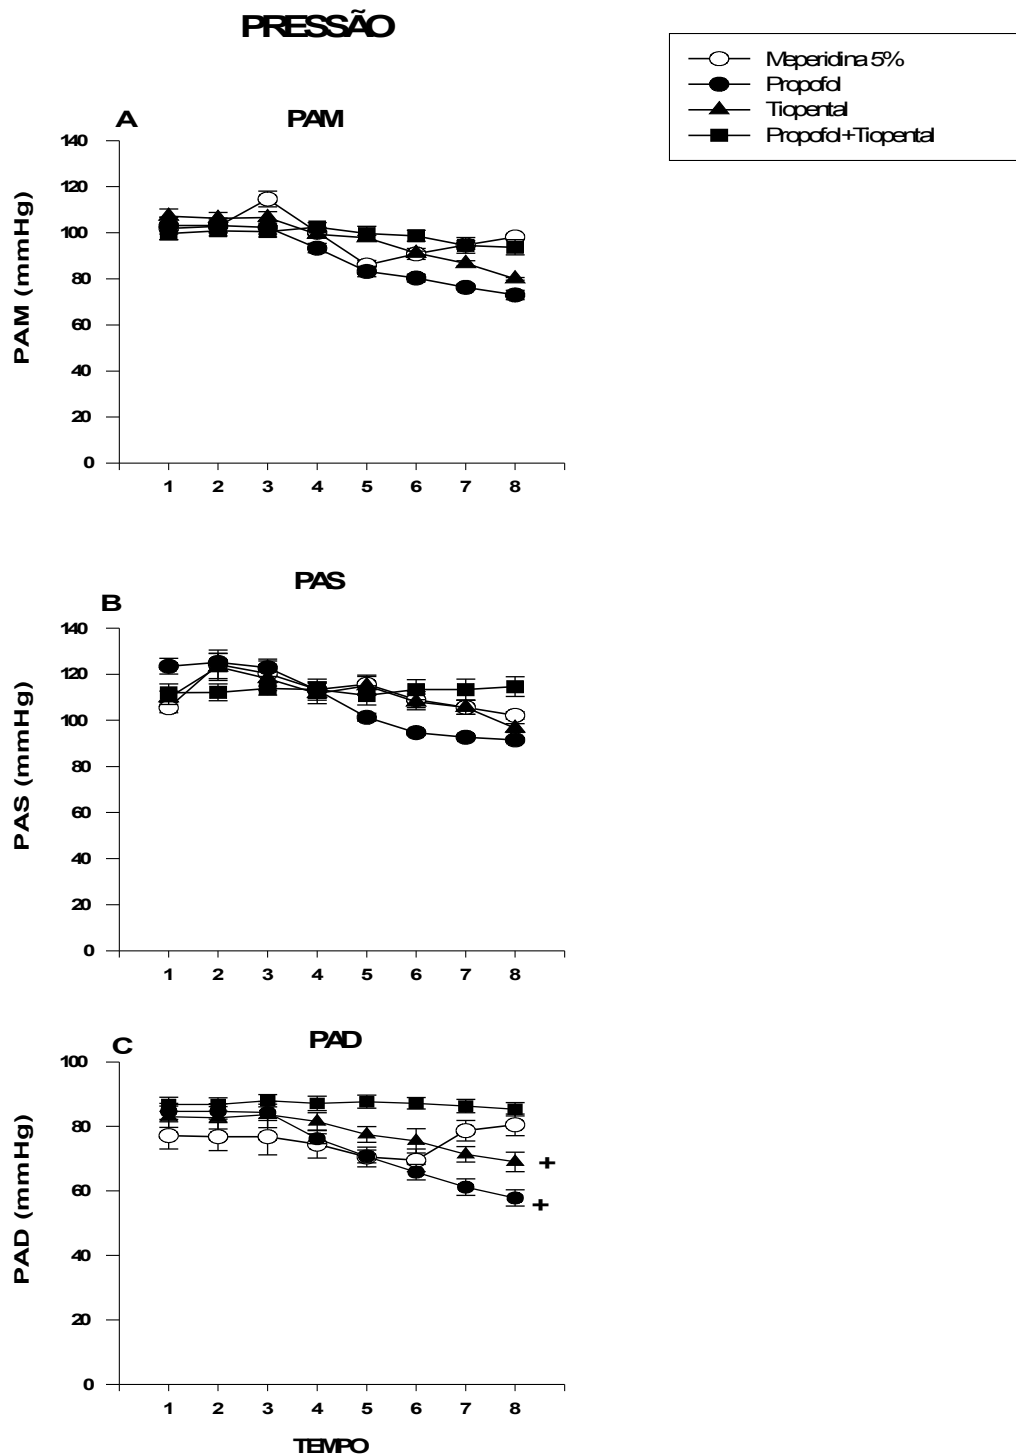 PRESSÃO
Meperidina 5%
Propofol
Tiopental
Propofol+Tiopental
A
PAM
PAM (mmHg)
140
120
100
80
60
40
20
0
1 2 3 4 5 6 7 8
PAS
B
PAS (mmHg)
140
120
100
80
60
40
20
0
1 2 3 4 5 6 7 8
C
PAD
PAD (mmHg)
100
80
60
40
20
0
+
+
1 2 3 4 5 6 7 8
TEMPO